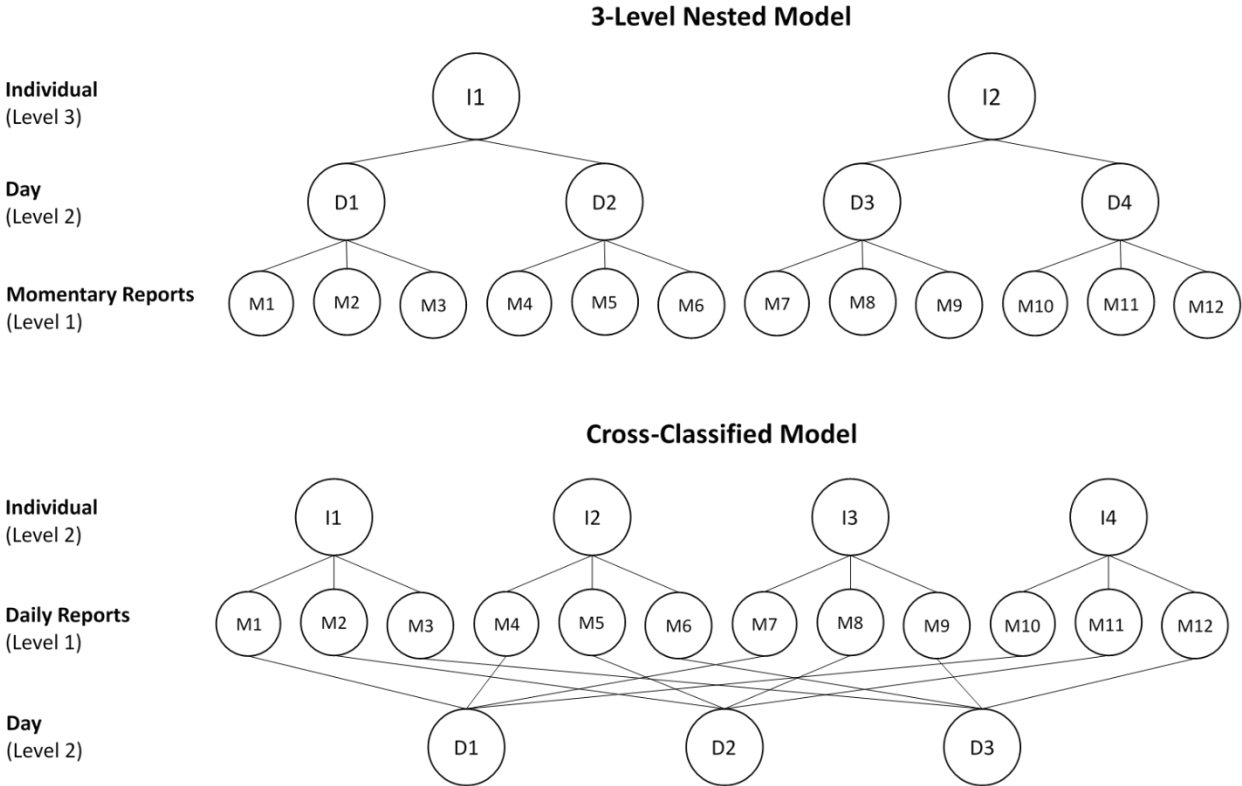 3-Level Nested Model
Individual
(Level 3)
I1 I2
Day
(Level 2)
D1 D2 D3 D4
Momentary Reports
(Level 1)
M1 M2 M3 M4 M5 M6 M7 M8 M9 M10 M11 M12
Cross-Classified Model
Individual
(Level 2)
I1 I2 I3 I4
Daily Reports
(Level 1)
M1 M2 M3 M4 M5 M6 M7 M8 M9 M10 M11 M12
Day
(Level 2)
D1 D2 D3